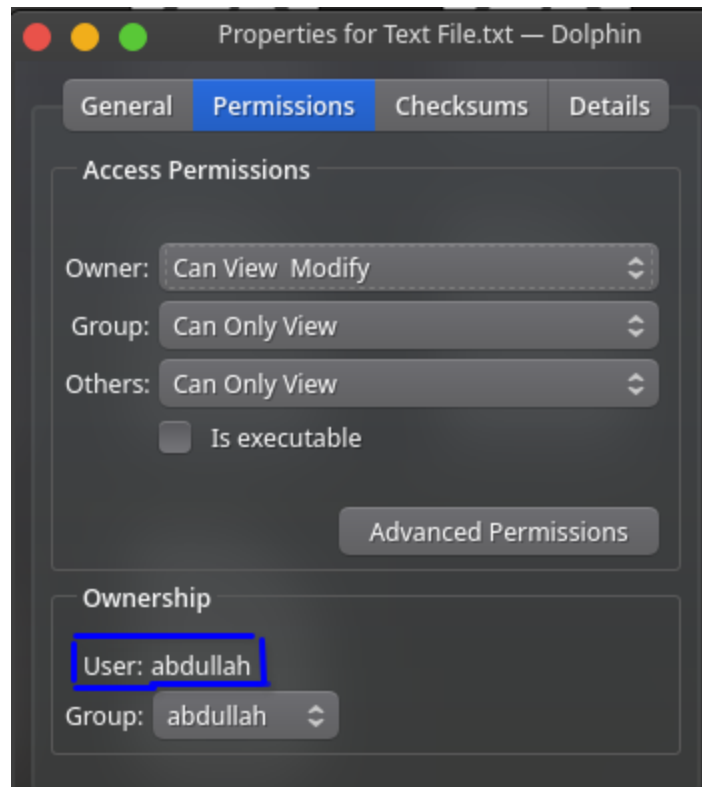 Properties for Text File.txt — Dolphin
General Permissions Checksums Details
Access Permissions
Owner: Can View Modify
Group: Can Only View
Others: Can Only View
Is executable
Advanced Permissions
Ownership
User: abdullah
Group: abdullah